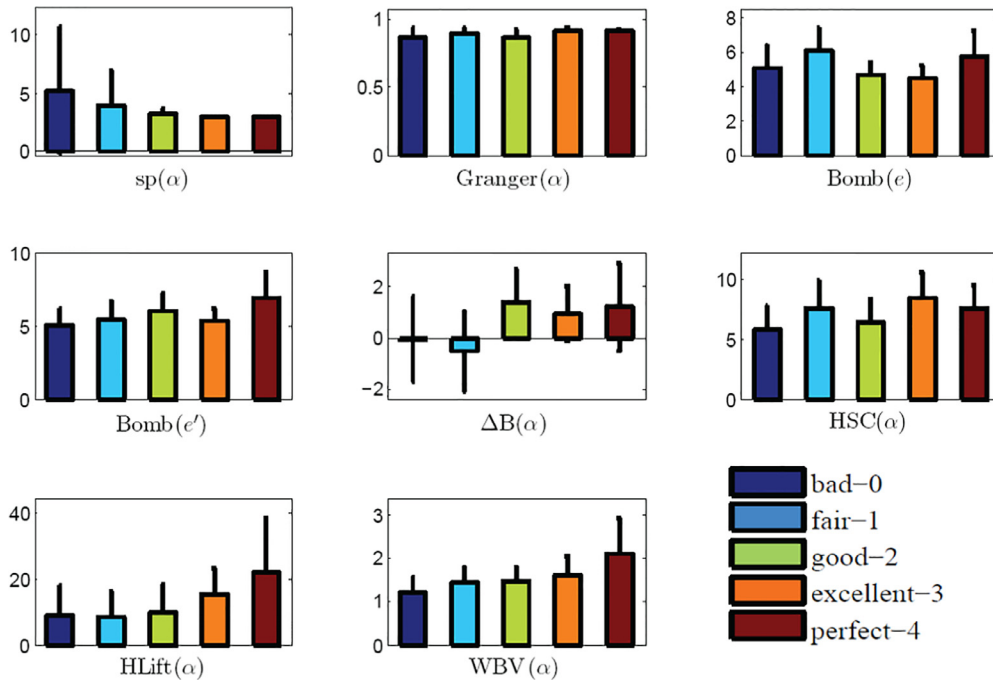 10
5
0
sp(α)
1
0.5
0
Granger(α)
8
6
4
2
0
Bomb(e)
10
5
0
Bomb(e′)
2
0
−2
ΔB(α)
10
5
0
HSC(α)
40
20
0
HLift(α)
3
2
1
0
WBV(α)
bad−0
fair−1
good−2
excellent−3
perfect−4